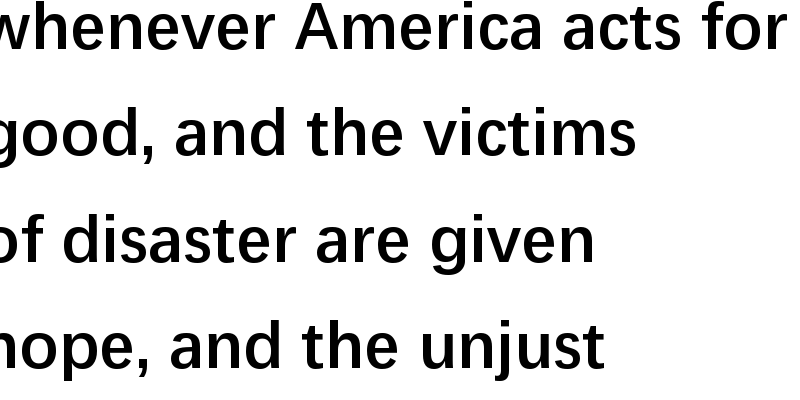 whenever America acts for
good, and the victims
of disaster are given
hope, and the unjust